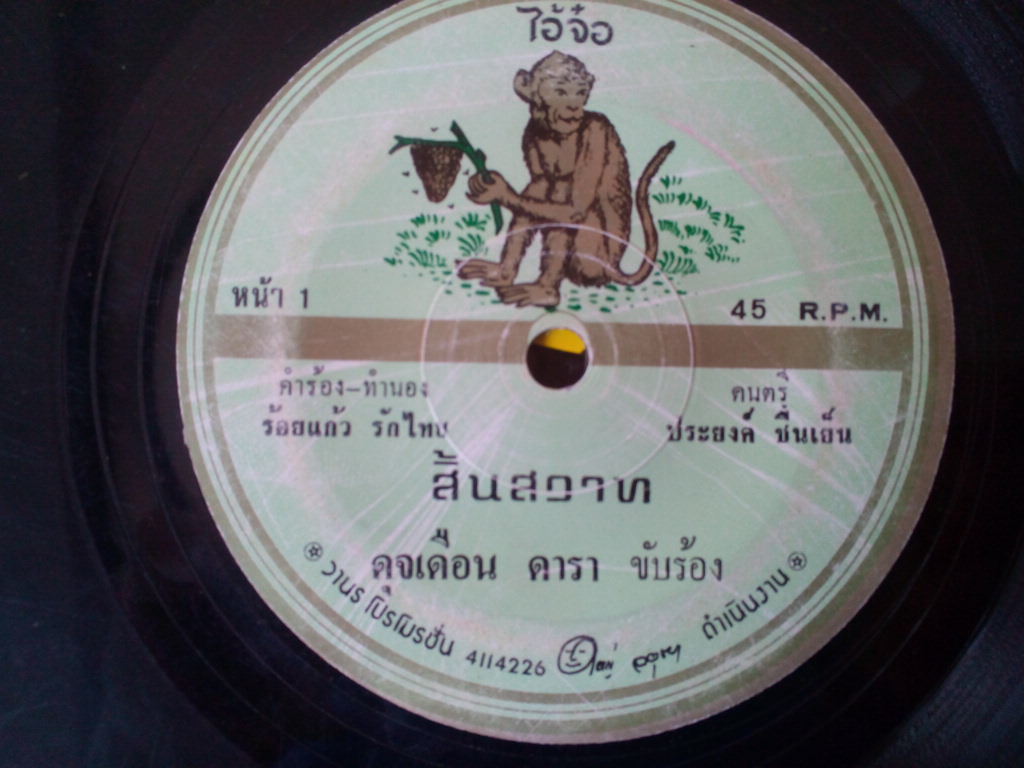 ไอ้จ๋อ
หน้า 1
45 R.P.M.
คำร้อง–ทำนอง
ร้อยแก้ว รักไทย
ดนตรี
ประยงค์ ชื่นเย็น
สิ้นสวาท
ดุจเดือน ดารา ขับร้อง
วานร โปรโมรชั่น 4114226 ดำเนินงาน